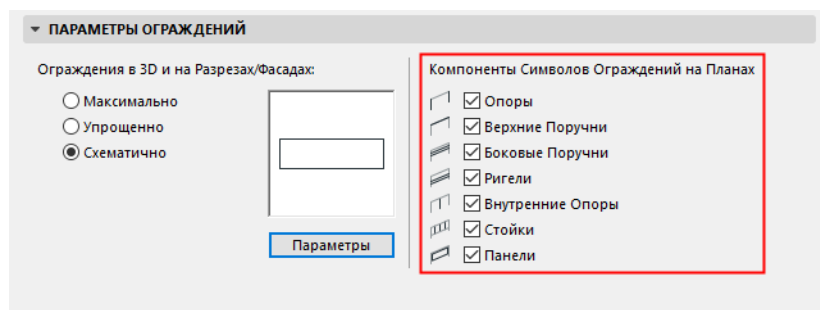 ПАРАМЕТРЫ ОГРАЖДЕНИЙ
Ограждения в 3D и на Разрезах/Фасадах:
Максимально
Упрощенно
Схематично
Параметры
Компоненты Символов Ограждений на Планах
Опоры
Верхние Поручни
Боковые Поручни
Ригели
Внутренние Опоры
Стойки
Панели